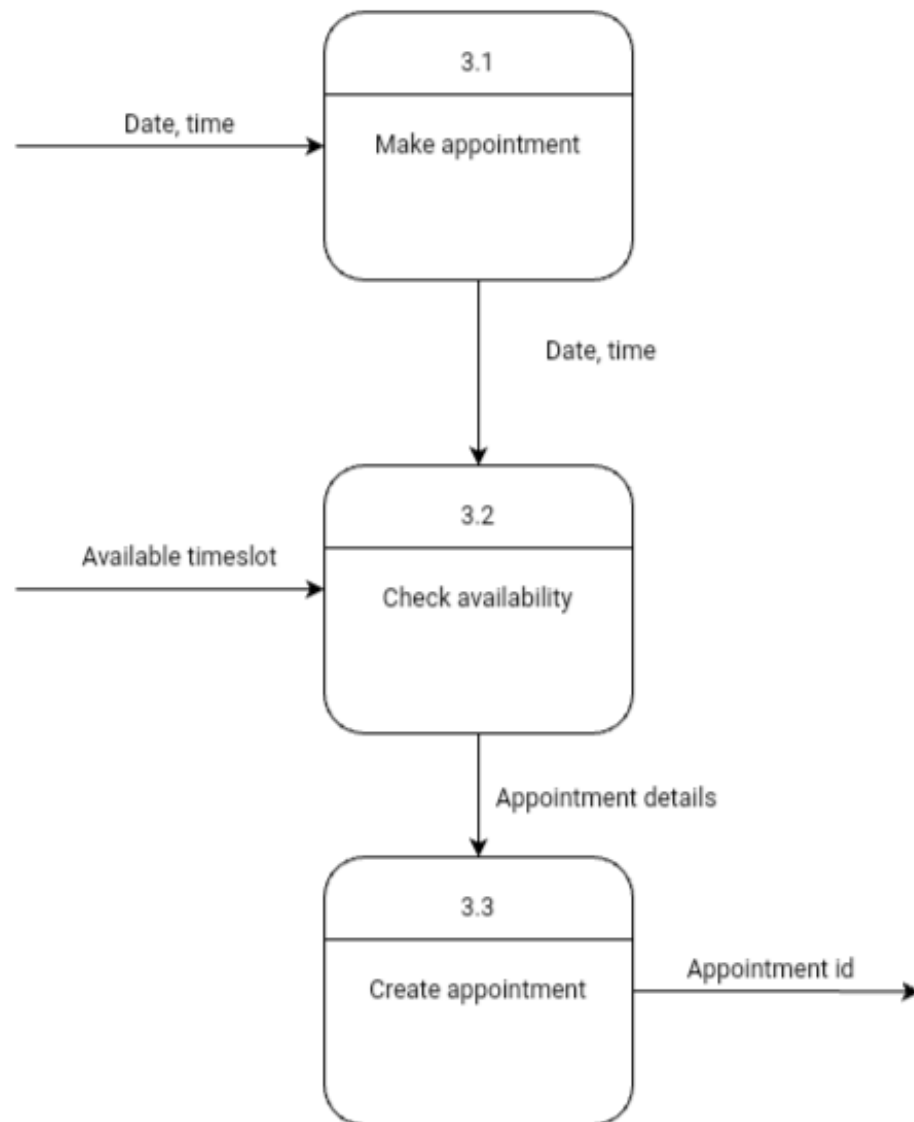 3.1
Date, time
Make appointment
Date, time
3.2
Available timeslot
Check availability
Appointment details
3.3
Appointment id
Create appointment